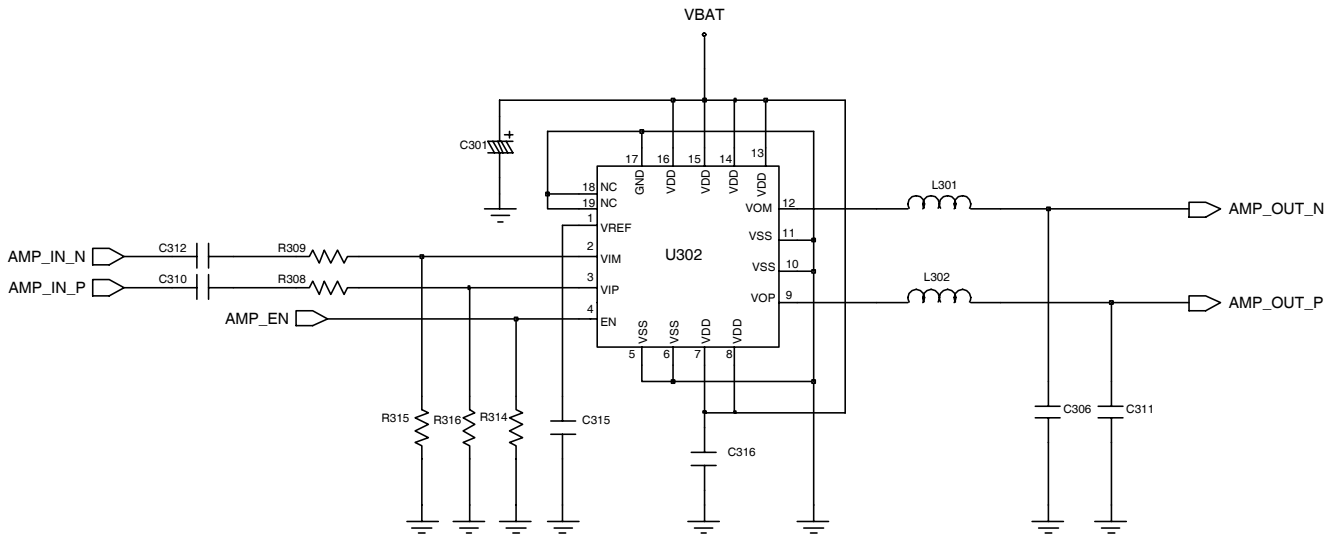 VBAT
C301
+
17 16 15 14 13
GND VDD VDD VDD VDD
18 NC
19 NC
1 VREF
2 VIM
3 VIP
4 EN
U302
VOM 12
VSS 11
VSS 10
VOP 9
VSS VSS VDD VDD
5 6 7 8
L301
AMP_OUT_N
L302
AMP_OUT_P
AMP_IN_N
C312
R309
AMP_IN_P
C310
R308
AMP_EN
R315
R316
R314
C315
C316
C306
C311